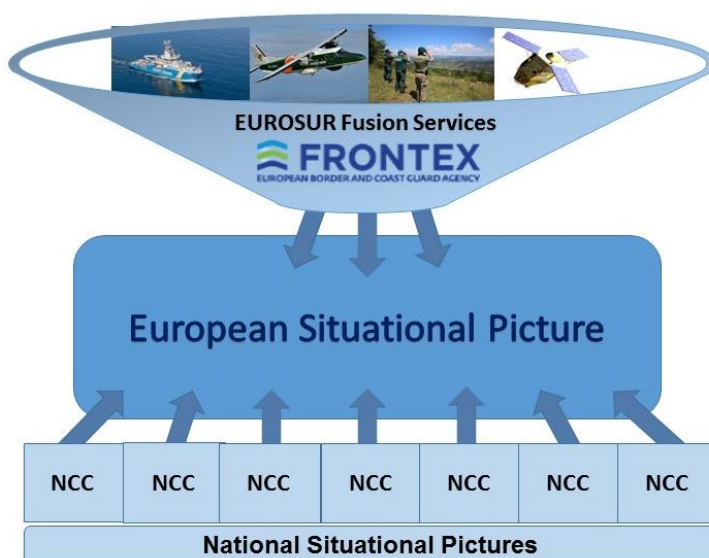 EUROSUR Fusion Services
FRONTEX
EUROPEAN BORDER AND COAST GUARD AGENCY
European Situational Picture
NCC NCC NCC NCC NCC NCC NCC
National Situational Pictures